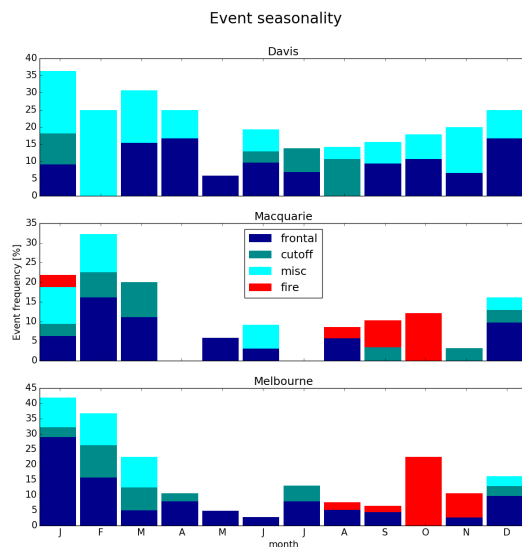 Event seasonality
Davis
40
35
30
25
20
15
10
5
0
Macquarie
35
30
25
20
15
10
5
0
Event frequency [%]
frontal
cutoff
misc
fire
Melbourne
45
40
35
30
25
20
15
10
5
0
J F M A M J J A S O N D
month